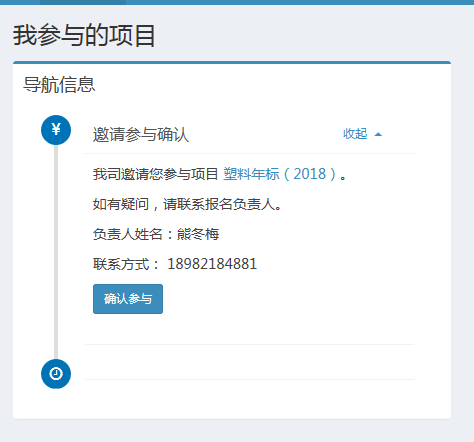 我参与的项目
导航信息
¥
邀请参与确认 收起
我司邀请您参与项目 塑料年标（2018）。
如有疑问，请联系报名负责人。
负责人姓名：熊冬梅
联系方式： 18982184881
确认参与